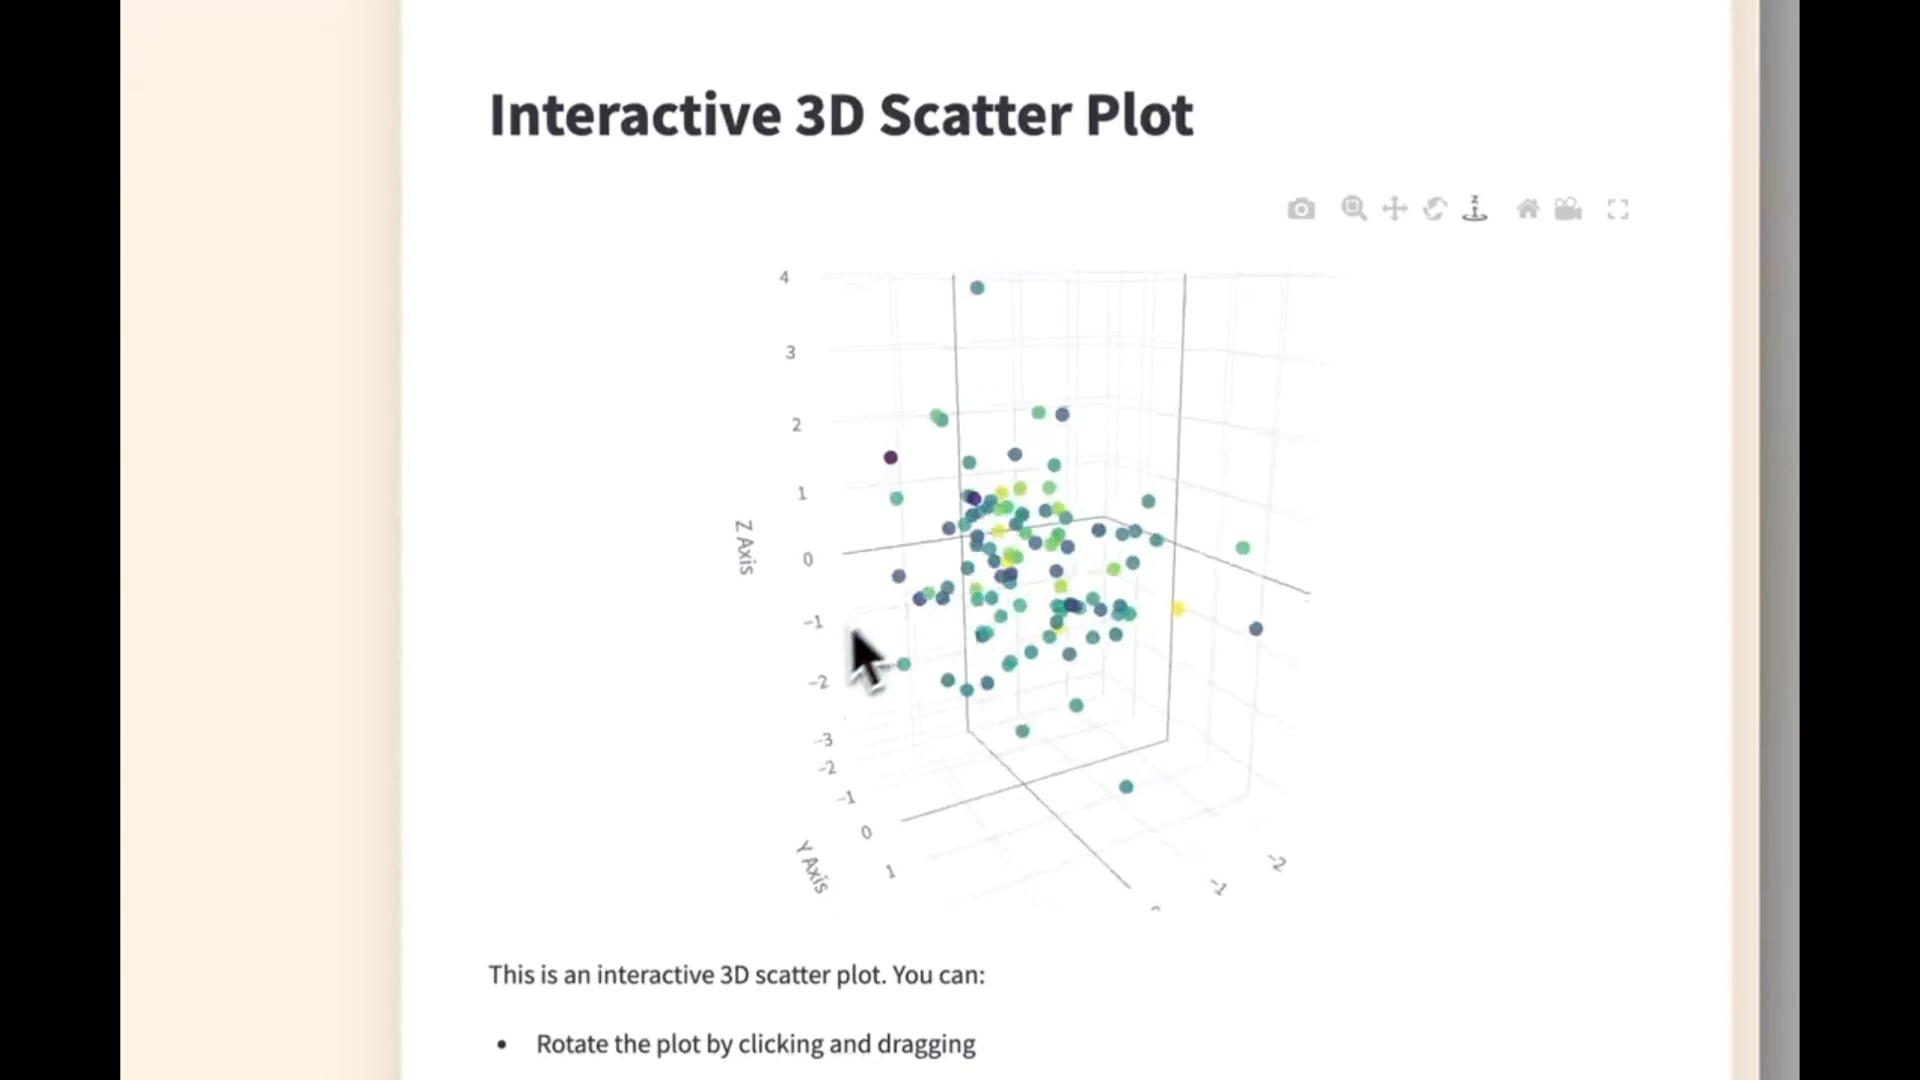 Interactive 3D Scatter Plot
4
3
2
1
0
−1
−2
−3
Z Axis
−2
−1
0
1
Y Axis
−2
−1
This is an interactive 3D scatter plot. You can:
• Rotate the plot by clicking and dragging